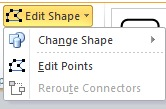 Edit Shape
Change Shape
Edit Points
Reroute Connectors